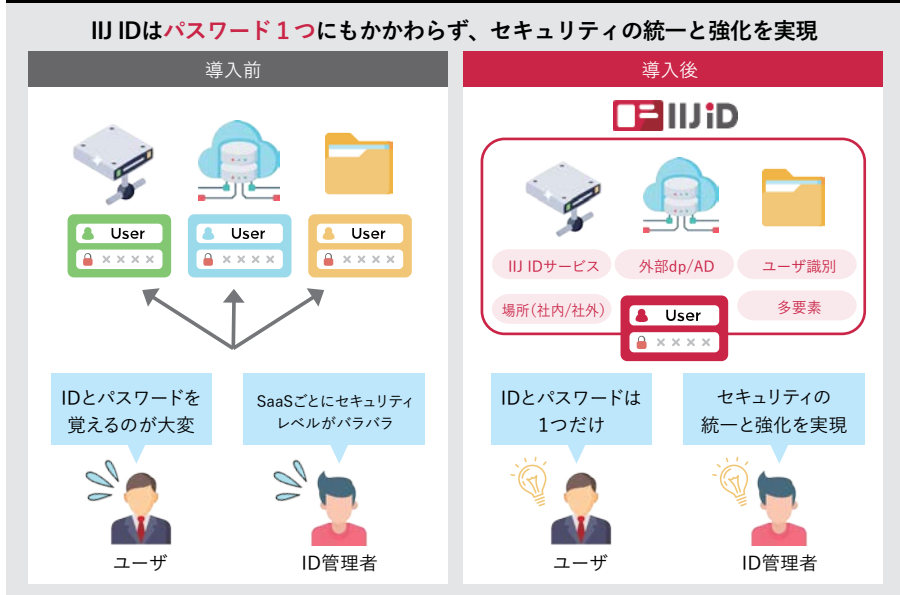 IIJ IDはパスワード1つにもかかわらず、セキュリティの統一と強化を実現
導入前
User
××××
User
××××
User
××××
IDとパスワードを
覚えるのが大変
SaaSごとにセキュリティ
レベルがバラバラ
ユーザ
ID管理者
導入後
IIJiD
IIJ IDサービス
外部dp/AD
ユーザ識別
場所(社内/社外)
多要素
User
××××
IDとパスワードは
1つだけ
セキュリティの
統一と強化を実現
ユーザ
ID管理者